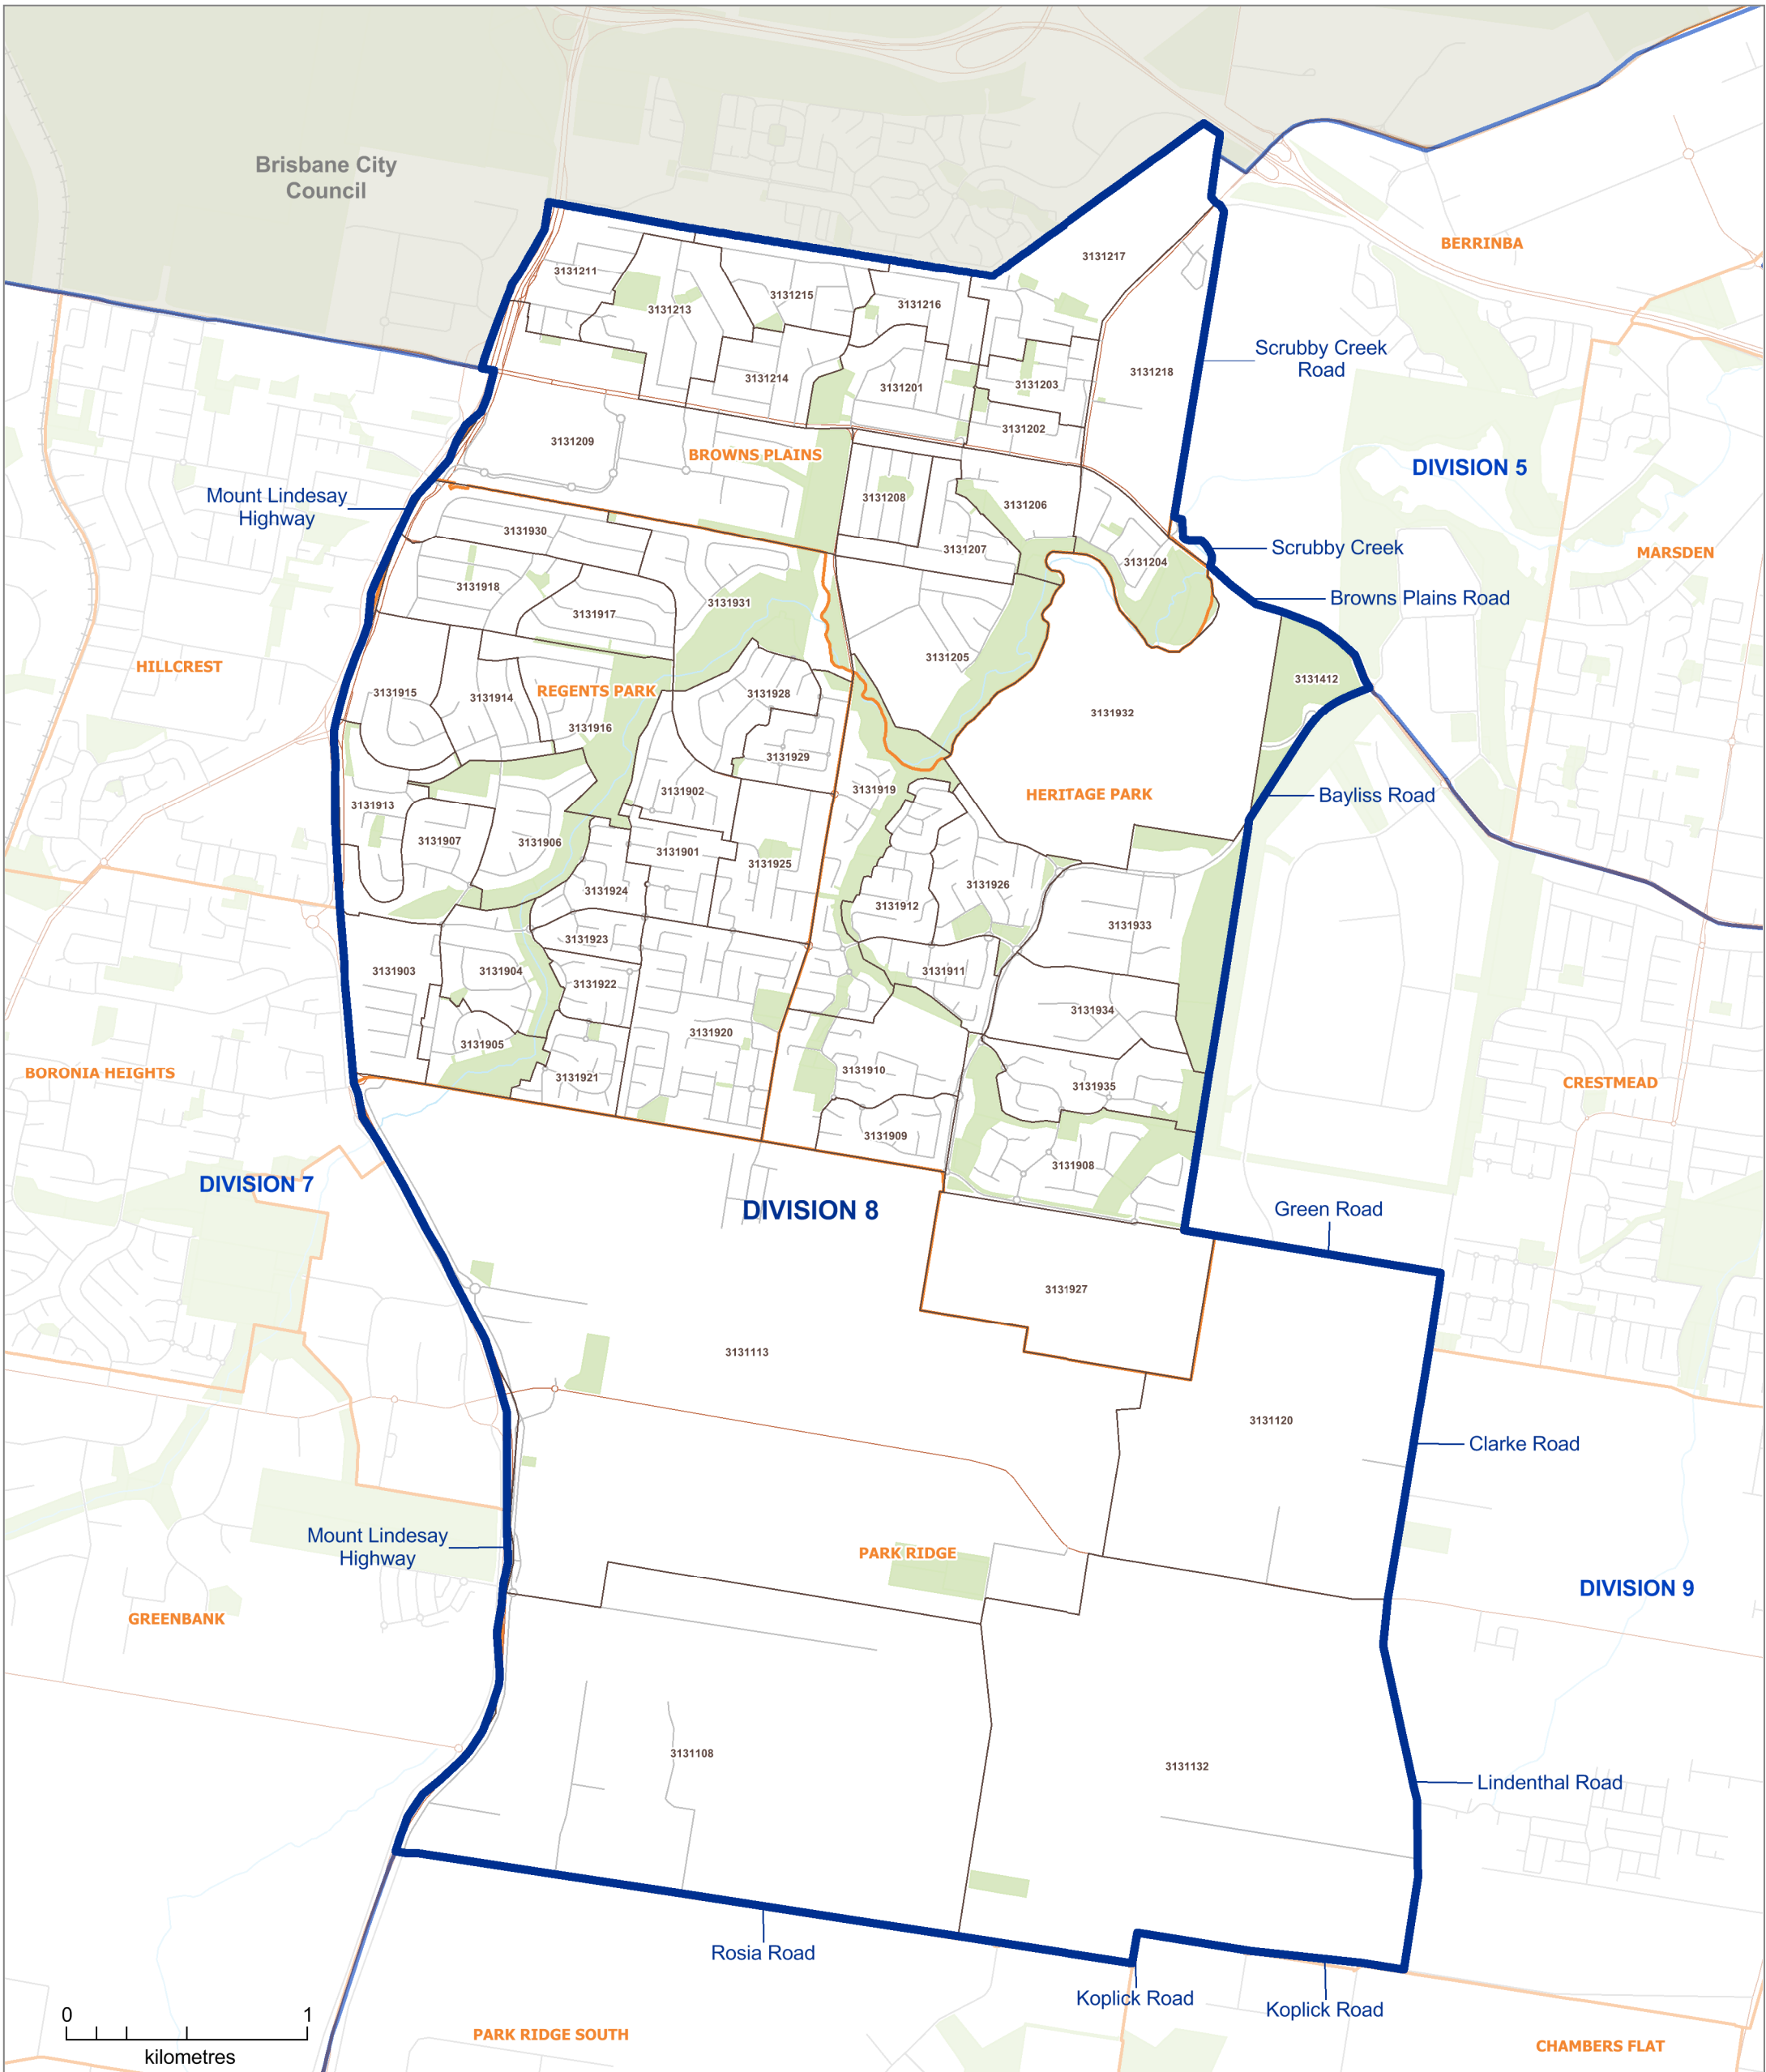 Brisbane City
Council
BERRINBA
3131217
3131211
3131215
3131216
3131213
Scrubby Creek
Road
3131218
3131214
3131201
3131203
3131202
3131209
BROWNS PLAINS
DIVISION 5
Mount Lindesay
Highway
3131208
3131206
3131930
3131207
Scrubby Creek
MARSDEN
3131204
3131918
3131931
Browns Plains Road
3131917
HILLCREST
3131205
3131412
3131915
3131914
REGENTS PARK
3131928
3131932
3131916
3131929
3131902
3131919
HERITAGE PARK
Bayliss Road
3131913
3131907
3131906
3131901
3131925
3131924
3131926
3131912
3131933
3131923
3131903
3131904
3131911
3131922
3131934
3131920
3131905
BORONIA HEIGHTS
3131921
3131910
3131935
CRESTMEAD
3131909
3131908
DIVISION 7
DIVISION 8
Green Road
3131927
3131113
3131120
Clarke Road
Mount Lindesay
Highway
PARK RIDGE
DIVISION 9
GREENBANK
3131108
3131132
Lindenthal Road
Rosia Road
Koplick Road
Koplick Road
0 1
kilometres
PARK RIDGE SOUTH
CHAMBERS FLAT